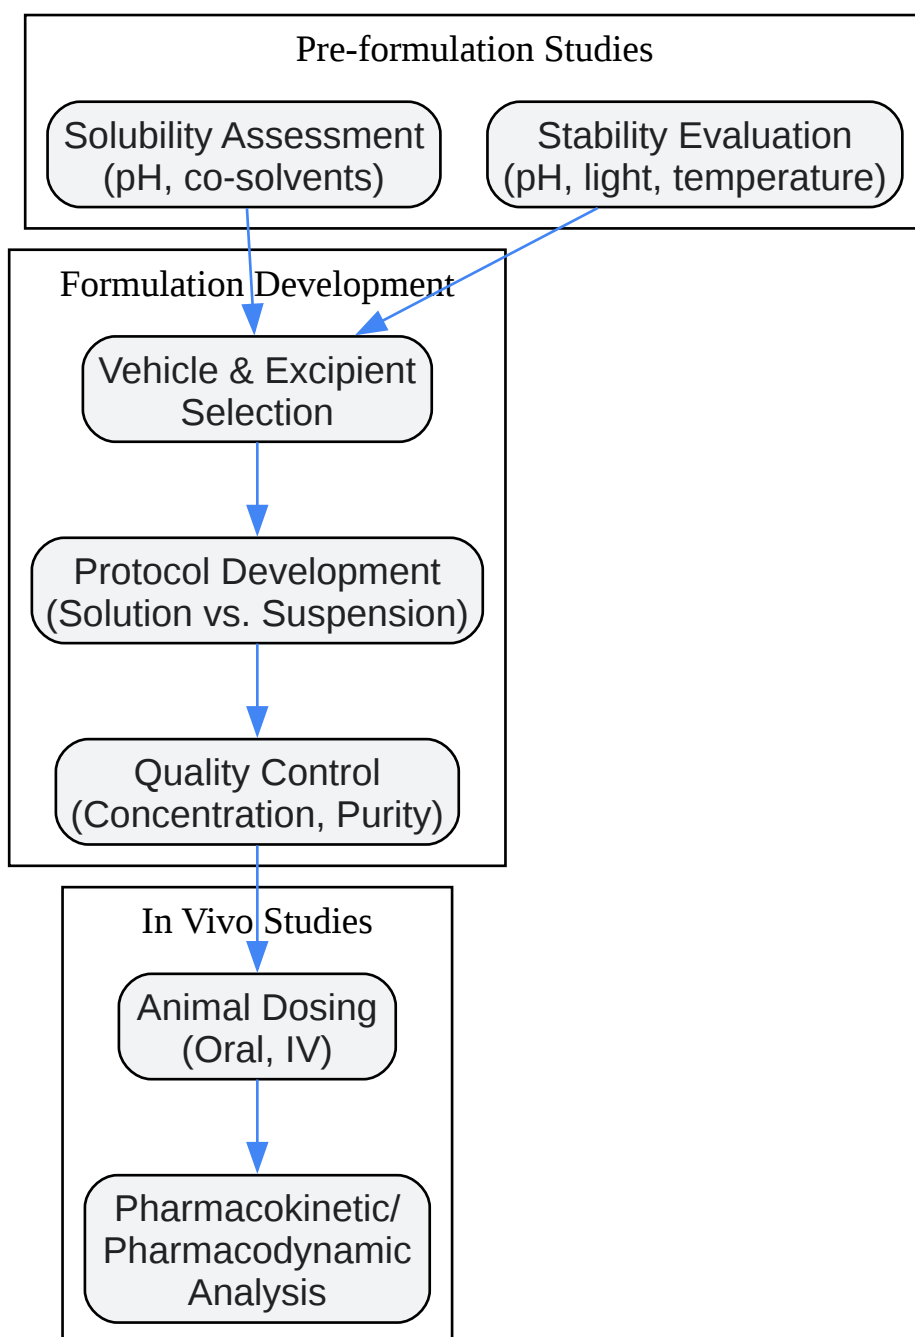 Pre-formulation Studies
Solubility Assessment
(pH, co-solvents)
Stability Evaluation
(pH, light, temperature)
Formulation Development
Vehicle & Excipient
Selection
Protocol Development
(Solution vs. Suspension)
Quality Control
(Concentration, Purity)
In Vivo Studies
Animal Dosing
(Oral, IV)
Pharmacokinetic/
Pharmacodynamic
Analysis